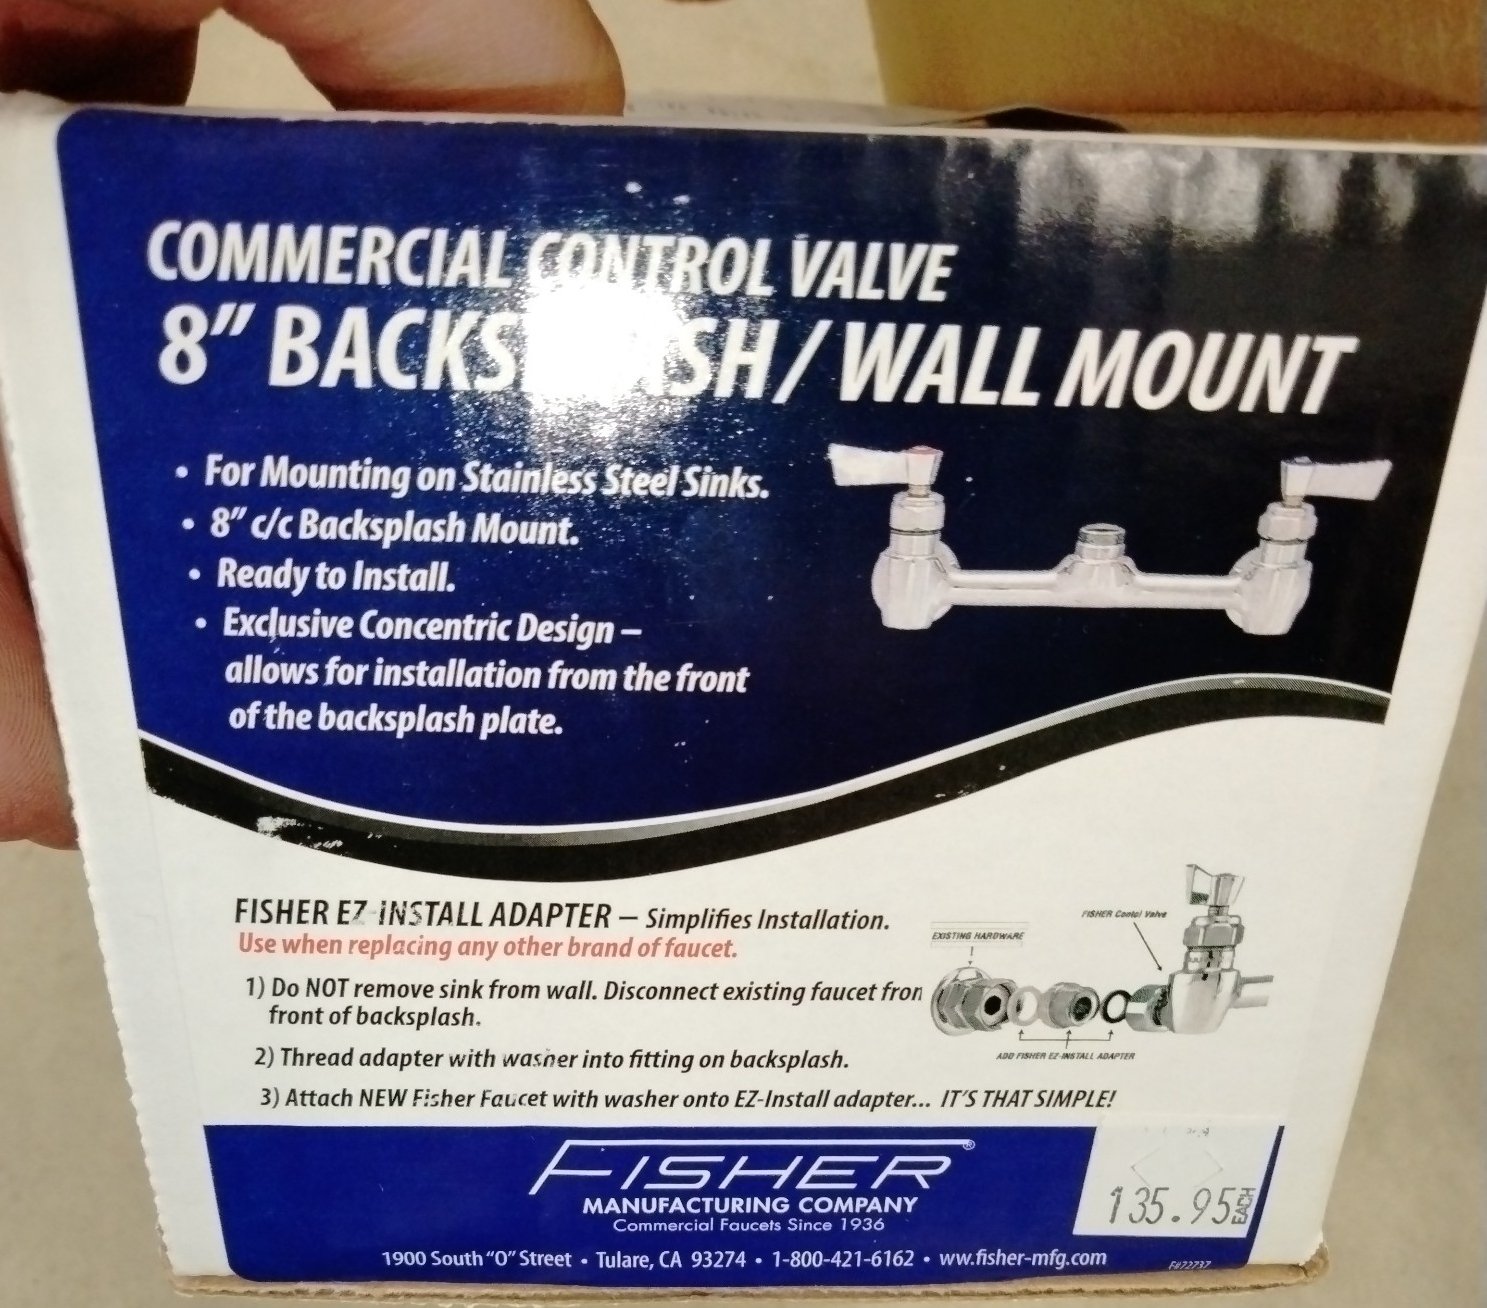 COMMERCIAL CONTROL VALVE
8" BACKSPLASH / WALL MOUNT
• For Mounting on Stainless Steel Sinks.
• 8" c/c Backsplash Mount.
• Ready to Install.
• Exclusive Concentric Design –
allows for installation from the front
of the backsplash plate.
FISHER EZ-INSTALL ADAPTER – Simplifies Installation.
Use when replacing any other brand of faucet.
1) Do NOT remove sink from wall. Disconnect existing faucet from
front of backsplash.
2) Thread adapter with washer into fitting on backsplash.
3) Attach NEW Fisher Faucet with washer onto EZ-Install adapter... IT'S THAT SIMPLE!
FISHER Contol Valve
EXISTING HARDWARE
ADD FISHER EZ-INSTALL ADAPTER
FISHER®
MANUFACTURING COMPANY
Commercial Faucets Since 1936
135.95 EACH
1900 South "O" Street • Tulare, CA 93274 • 1-800-421-6162 • ww.fisher-mfg.com
F#72737